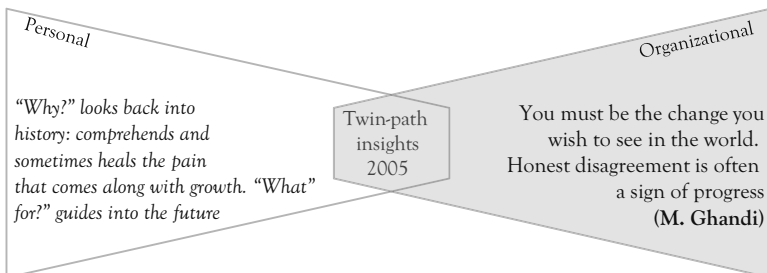 Personal
“Why?” looks back into
history: comprehends and
sometimes heals the pain
that comes along with growth. “What”
for?” guides into the future
Twin-path
insights
2005
Organizational
You must be the change you
wish to see in the world.
Honest disagreement is often
a sign of progress
(M. Ghandi)